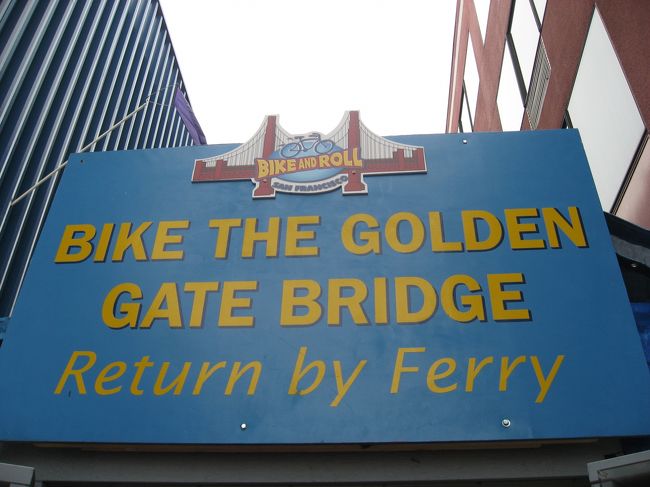 BIKE AND ROLL
SAN FRANCISCO
BIKE THE GOLDEN
GATE BRIDGE
Return by Ferry